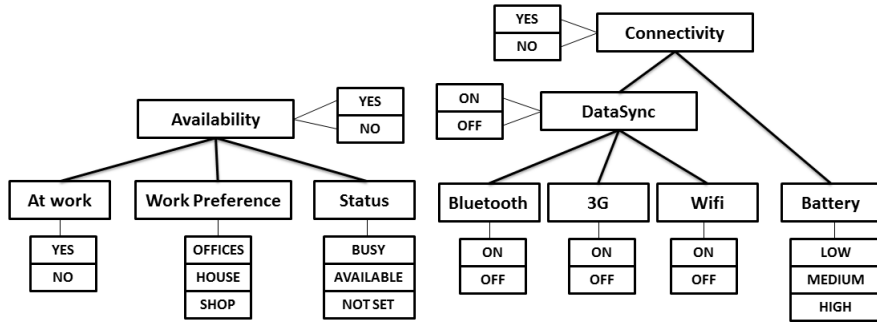 YES
NO
Connectivity
ON
OFF
DataSync
YES
NO
Availability
At work
Work Preference
Status
Bluetooth
3G
Wifi
Battery
YES
NO
OFFICES
HOUSE
SHOP
BUSY
AVAILABLE
NOT SET
ON
OFF
ON
OFF
ON
OFF
LOW
MEDIUM
HIGH